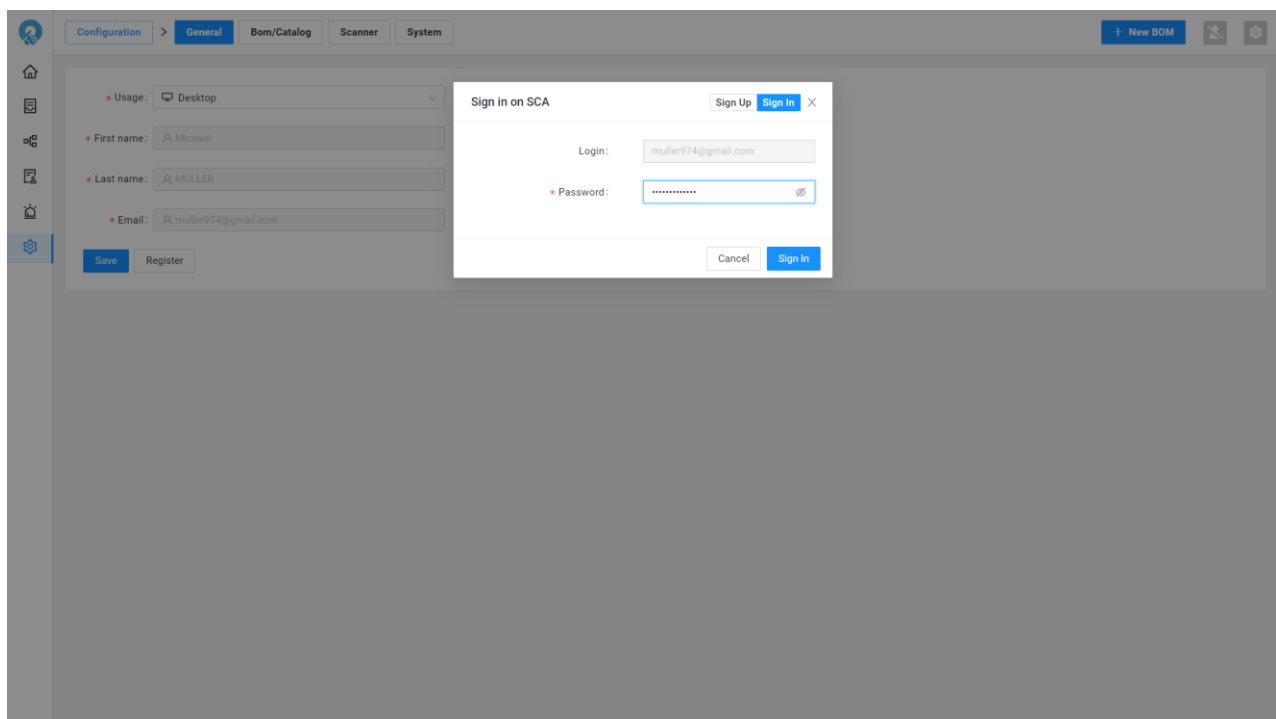 Configuration > General Bom/Catalog Scanner System + New BOM
* Usage: Desktop
* First name: Michael
* Last name: MULLER
* Email: muller974@gmail.com
Save Register
Sign in on SCA Sign Up Sign In
Login: muller974@gmail.com
* Password: •••••••••••••
Cancel Sign In